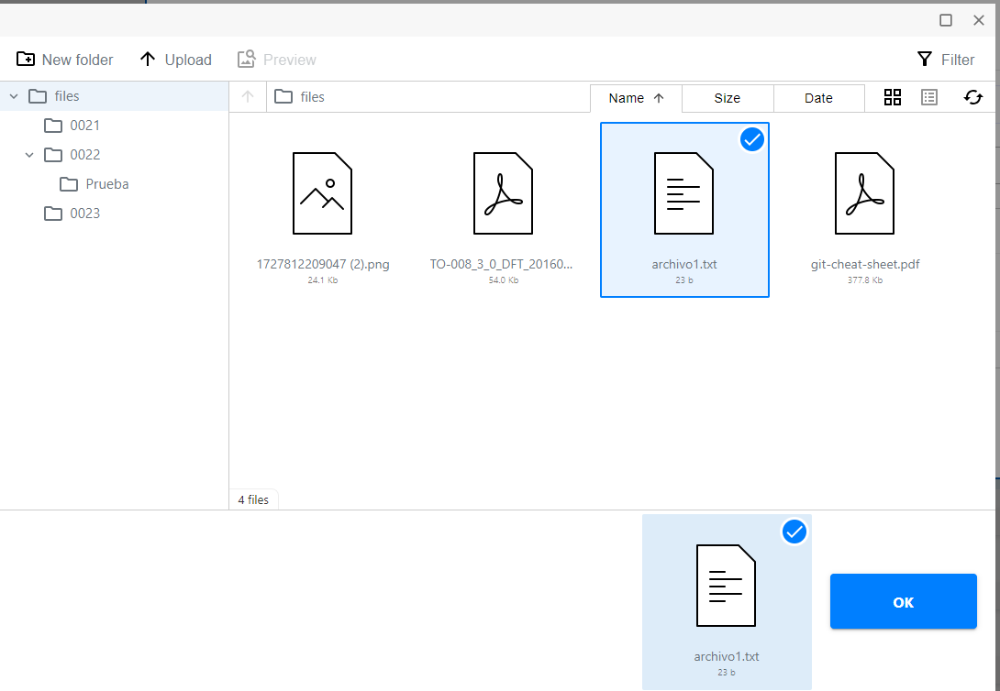 New folder Upload Preview Filter
files
0021
0022
Prueba
0023
files Name Size Date
1727812209047 (2).png
24.1 Kb
TO-008_3_0_DFT_20160...
54.0 Kb
archivo1.txt
23 b
git-cheat-sheet.pdf
377.8 Kb
4 files
archivo1.txt
23 b
OK